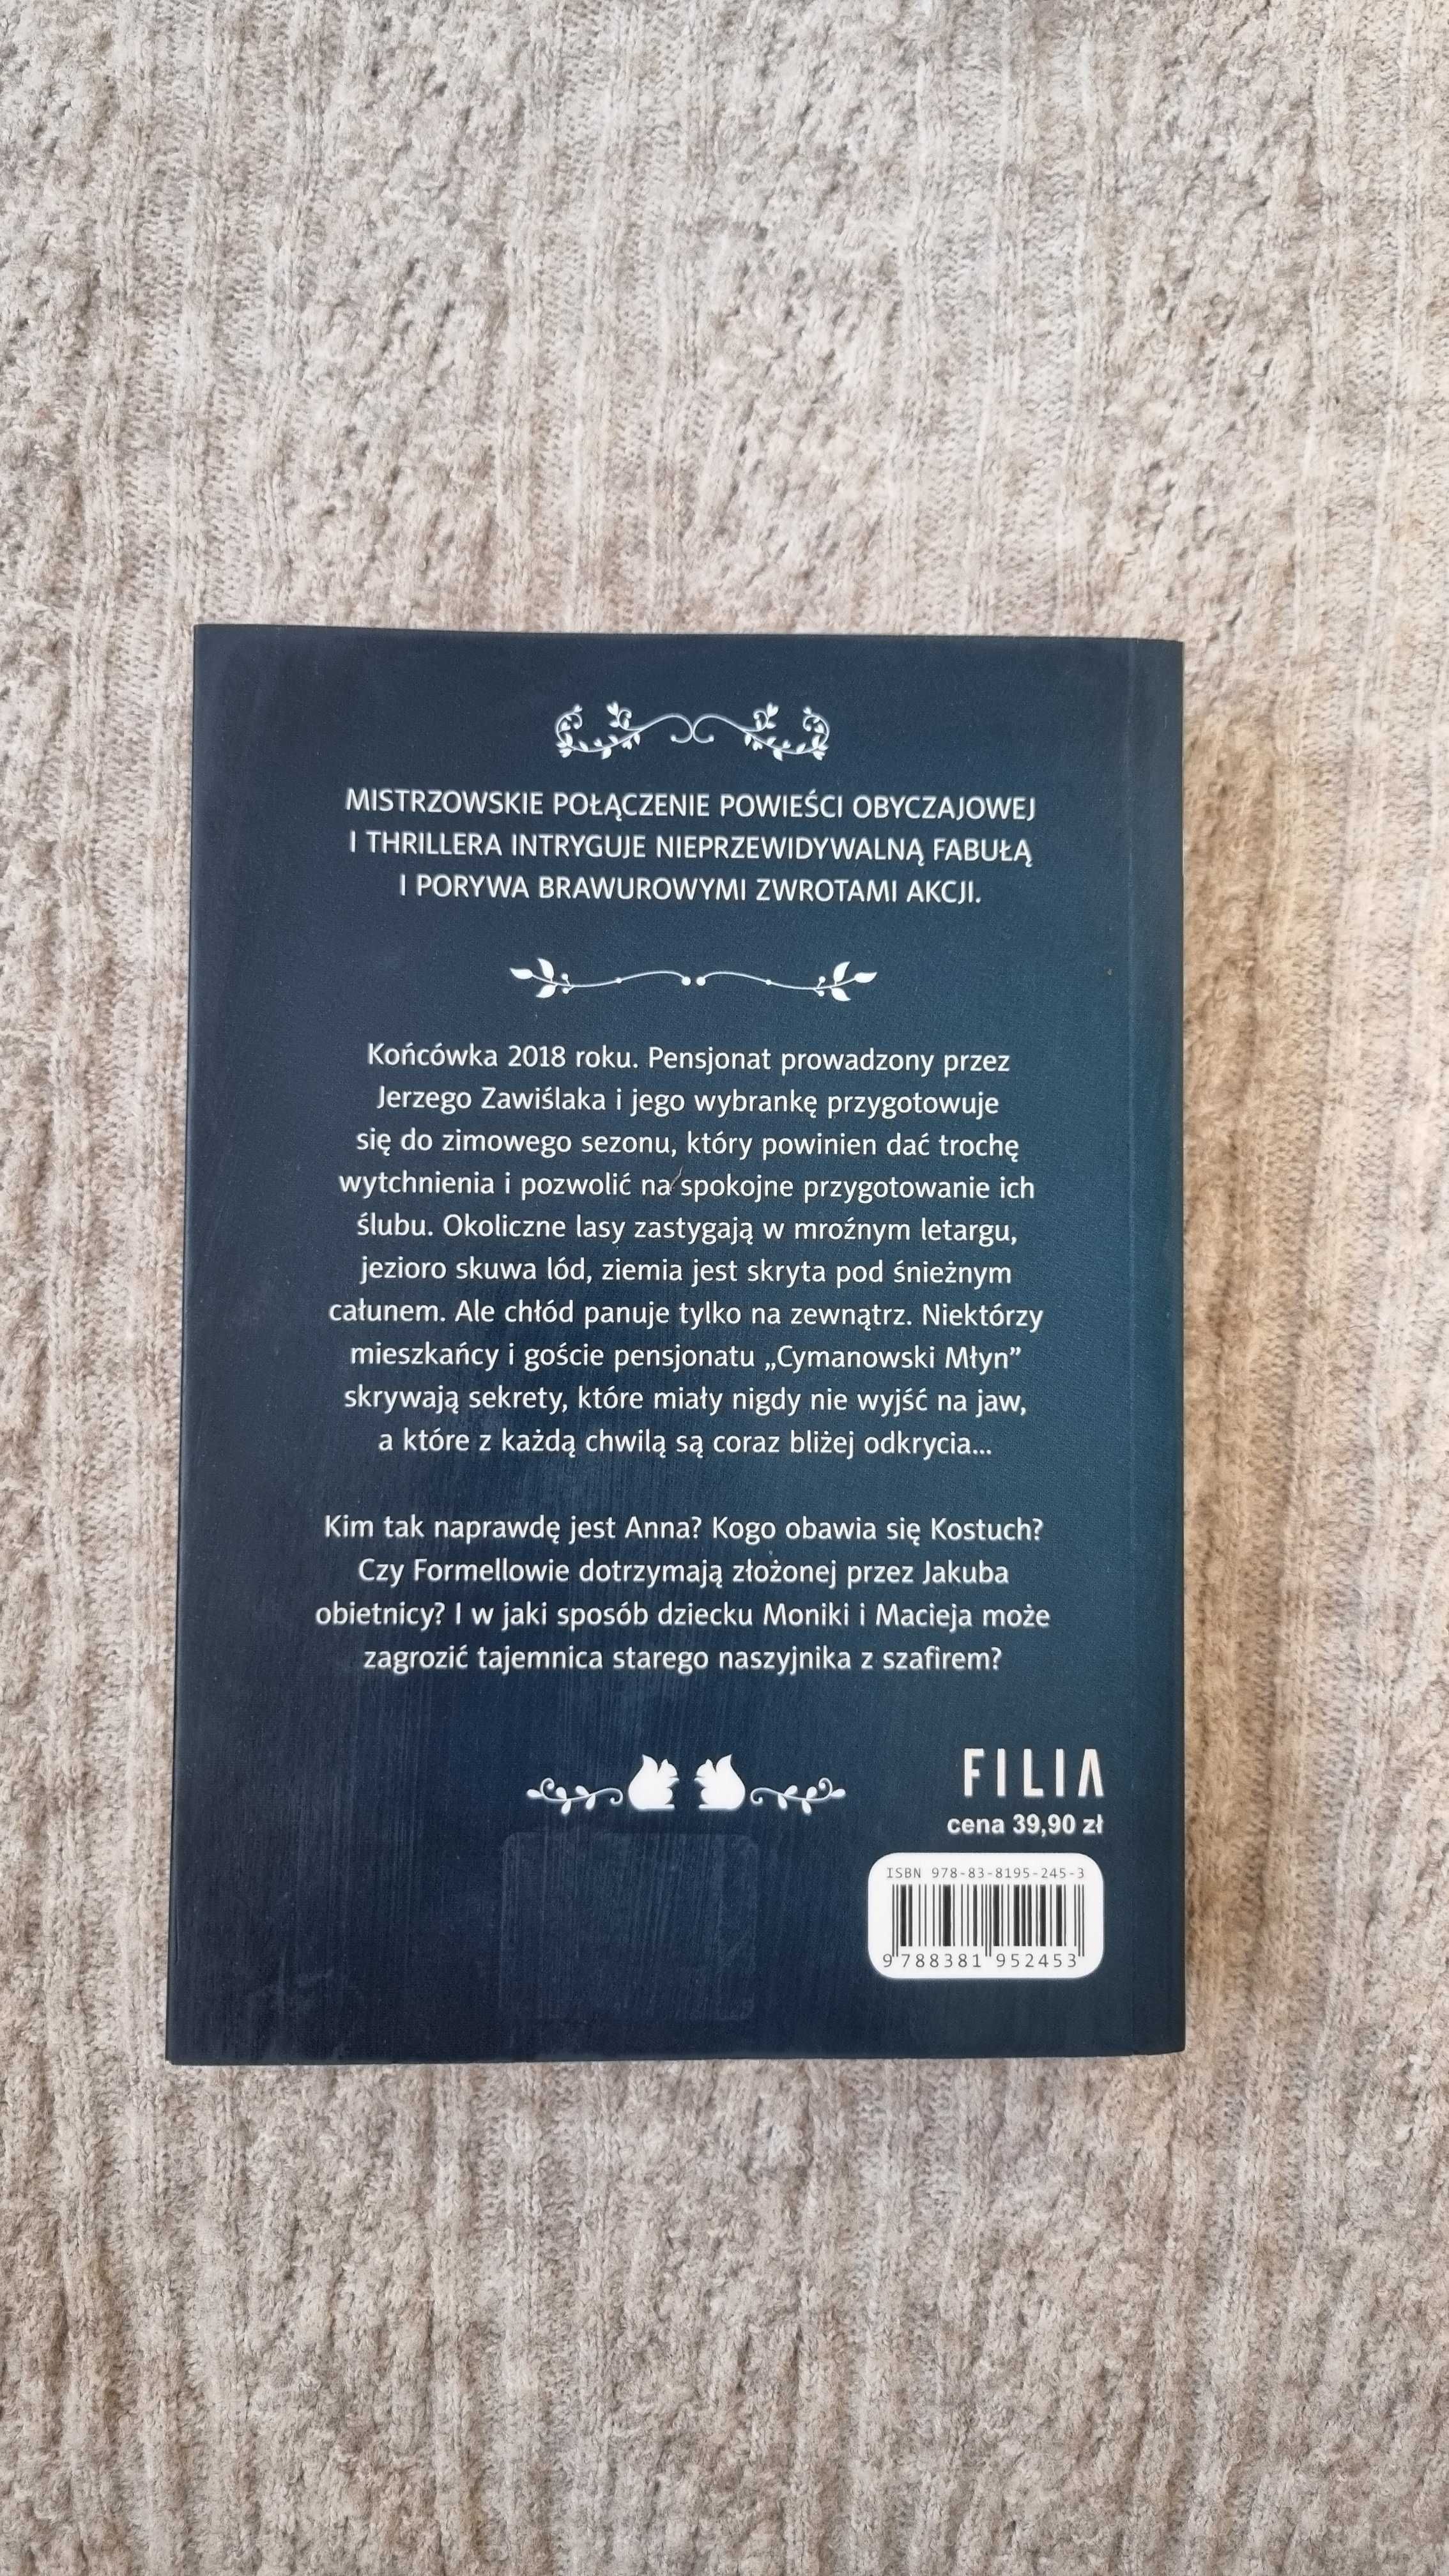 MISTRZOWSKIE POŁĄCZENIE POWIEŚCI OBYCZAJOWEJ
I THRILLERA INTRYGUJE NIEPRZEWIDYWALNĄ FABUŁĄ
I PORYWA BRAWUROWYMI ZWROTAMI AKCJI.
Końcówka 2018 roku. Pensjonat prowadzony przez
Jerzego Zawiślaka i jego wybrankę przygotowuje
się do zimowego sezonu, który powinien dać trochę
wytchnienia i pozwolić na spokojne przygotowanie ich
ślubu. Okoliczne lasy zastygają w mroźnym letargu,
jezioro skuwa lód, ziemia jest skryta pod śnieżnym
całunem. Ale chłód panuje tylko na zewnątrz. Niektórzy
mieszkańcy i goście pensjonatu „Cymanowski Młyn”
skrywają sekrety, które miały nigdy nie wyjść na jaw,
a które z każdą chwilą są coraz bliżej odkrycia...
Kim tak naprawdę jest Anna? Kogo obawia się Kostuch?
Czy Formellowie dotrzymają złożonej przez Jakuba
obietnicy? I w jaki sposób dziecku Moniki i Macieja może
zagrozić tajemnica starego naszyjnika z szafirem?
FILIA
cena 39,90 zł
ISBN 978-83-8195-245-3
9 788381 952453